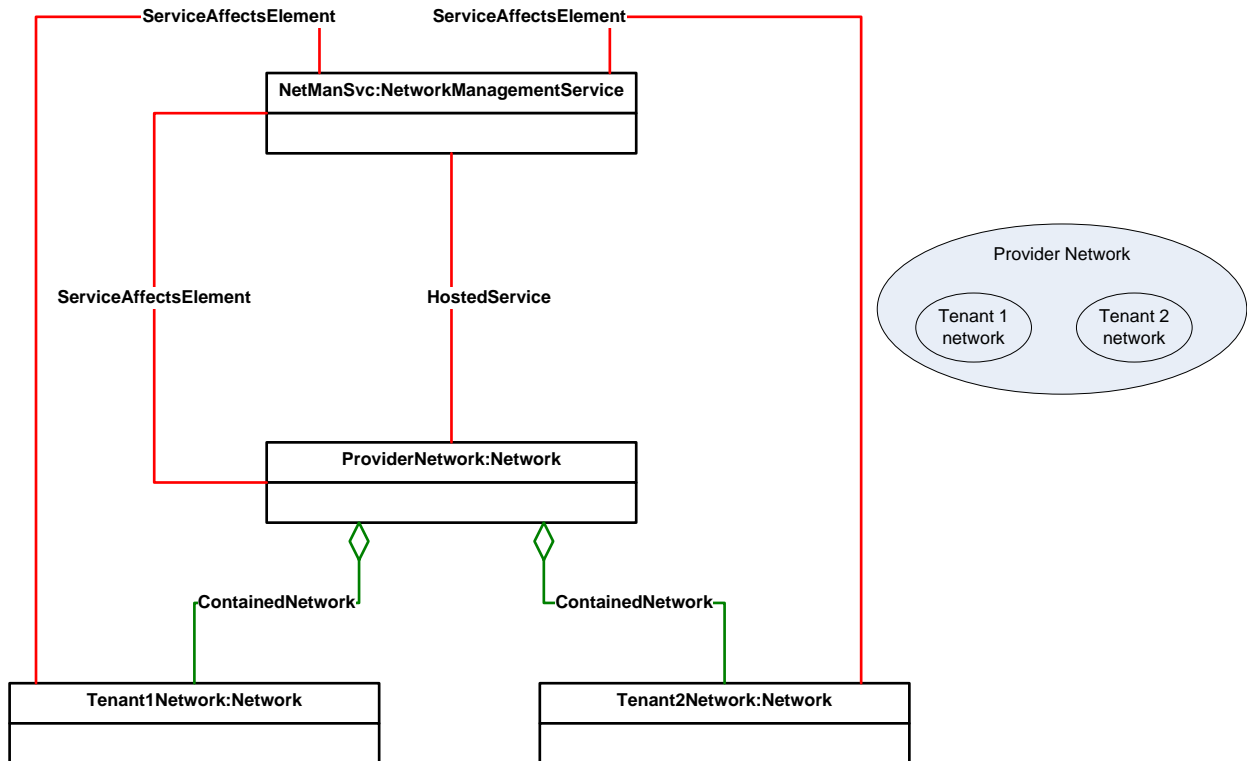 ServiceAffectsElement
ServiceAffectsElement
NetManSvc:NetworkManagementService
ServiceAffectsElement
HostedService
Provider Network
Tenant 1
network
Tenant 2
network
ProviderNetwork:Network
ContainedNetwork
ContainedNetwork
Tenant1Network:Network
Tenant2Network:Network